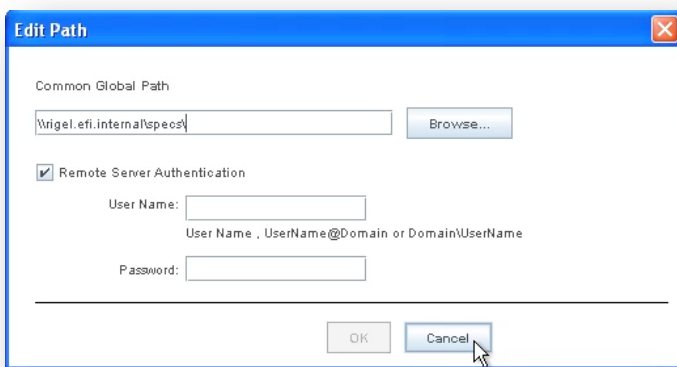 Edit Path
Common Global Path
\\rigel.efi.internal\specs\
Browse...
Remote Server Authentication
User Name:
User Name , UserName@Domain or Domain\UserName
Password:
OK
Cancel